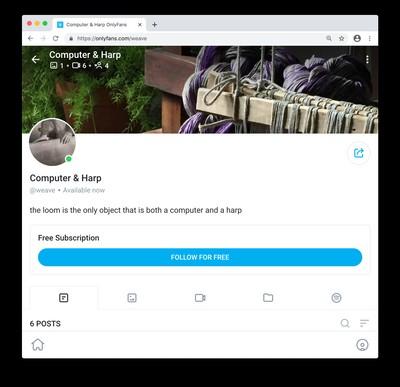 Computer & Harp OnlyFans
https://onlyfans.com/weave
Computer & Harp
1 • 6 • 4
Computer & Harp
@weave • Available now
the loom is the only object that is both a computer and a harp
Free Subscription
FOLLOW FOR FREE
6 POSTS